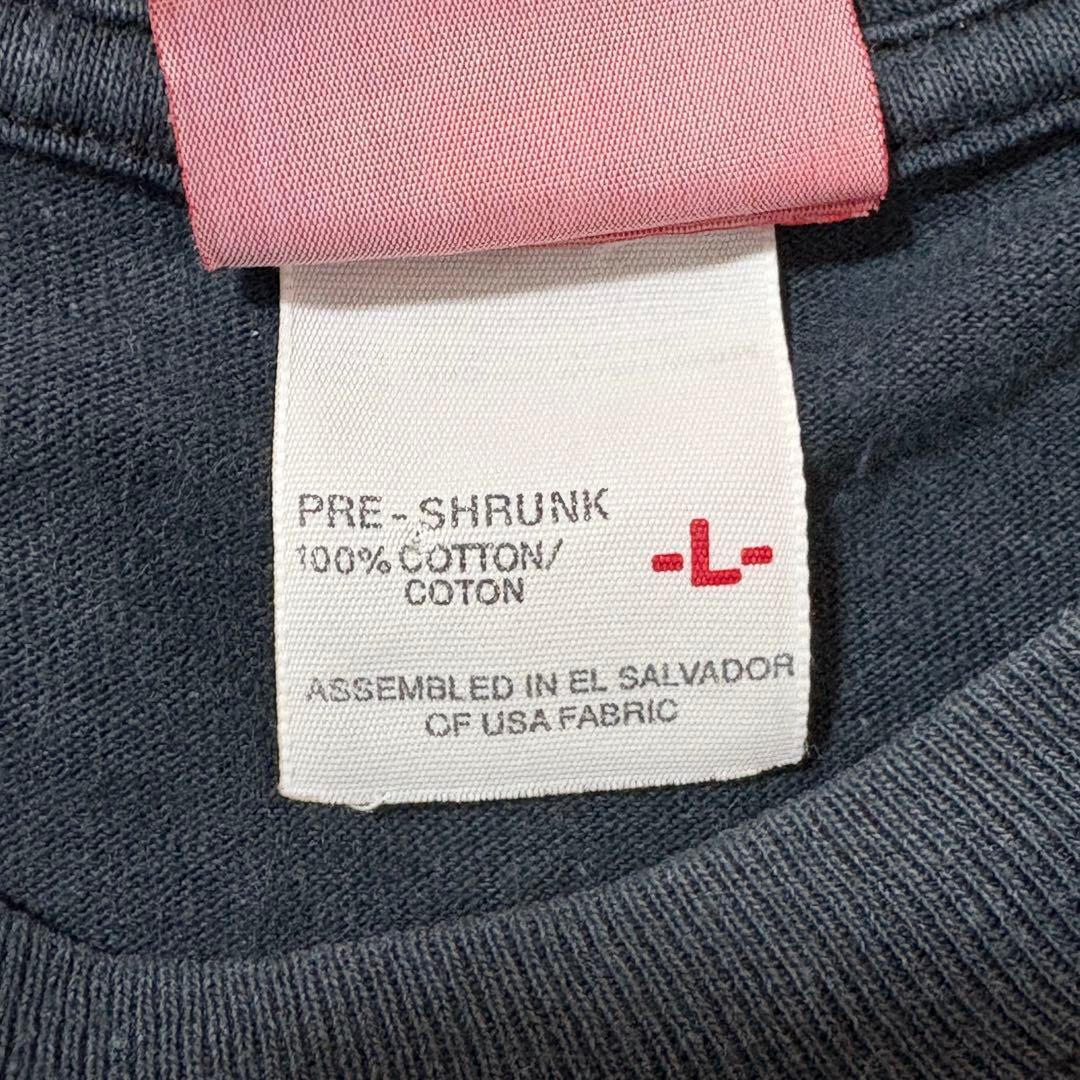 PRE-SHRUNK
100% COTTON/
COTON
-L-
ASSEMBLED IN EL SALVADOR
OF USA FABRIC